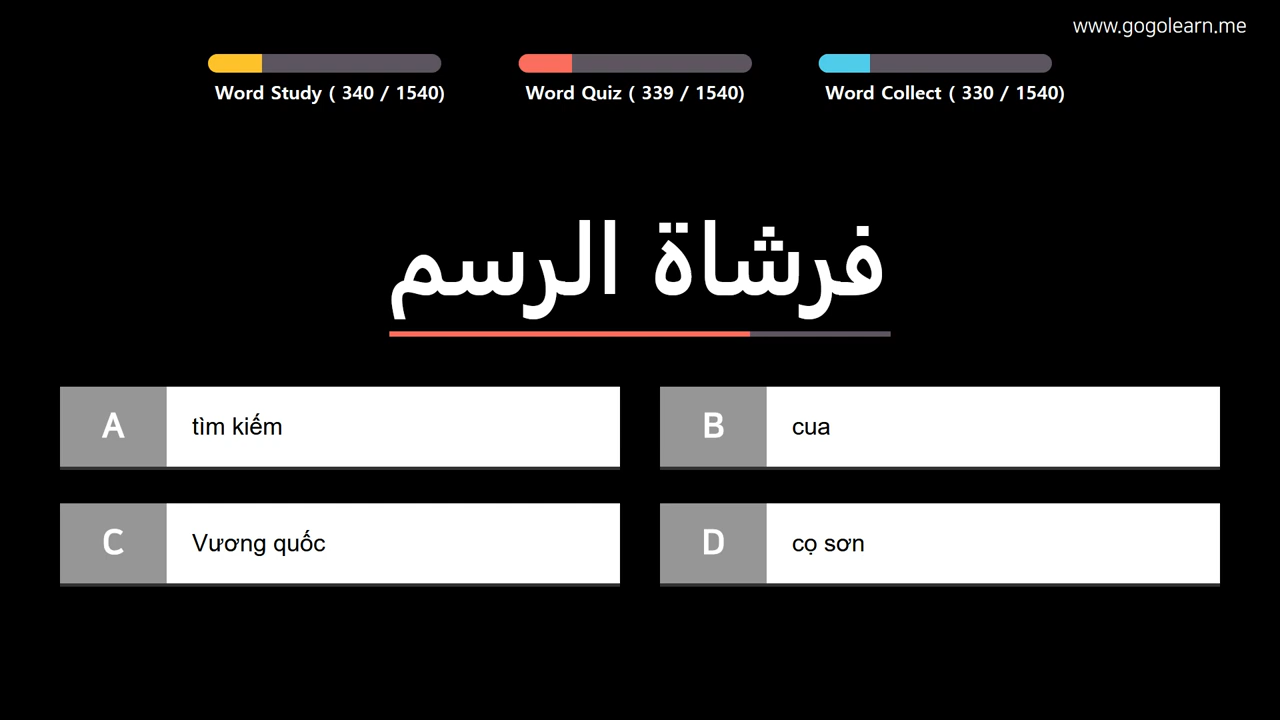 www.gogolearn.me
Word Study ( 340 / 1540)
Word Quiz ( 339 / 1540)
Word Collect ( 330 / 1540)
فرشاة الرسم
A
tìm kiếm
B
cua
C
Vương quốc
D
cọ sơn